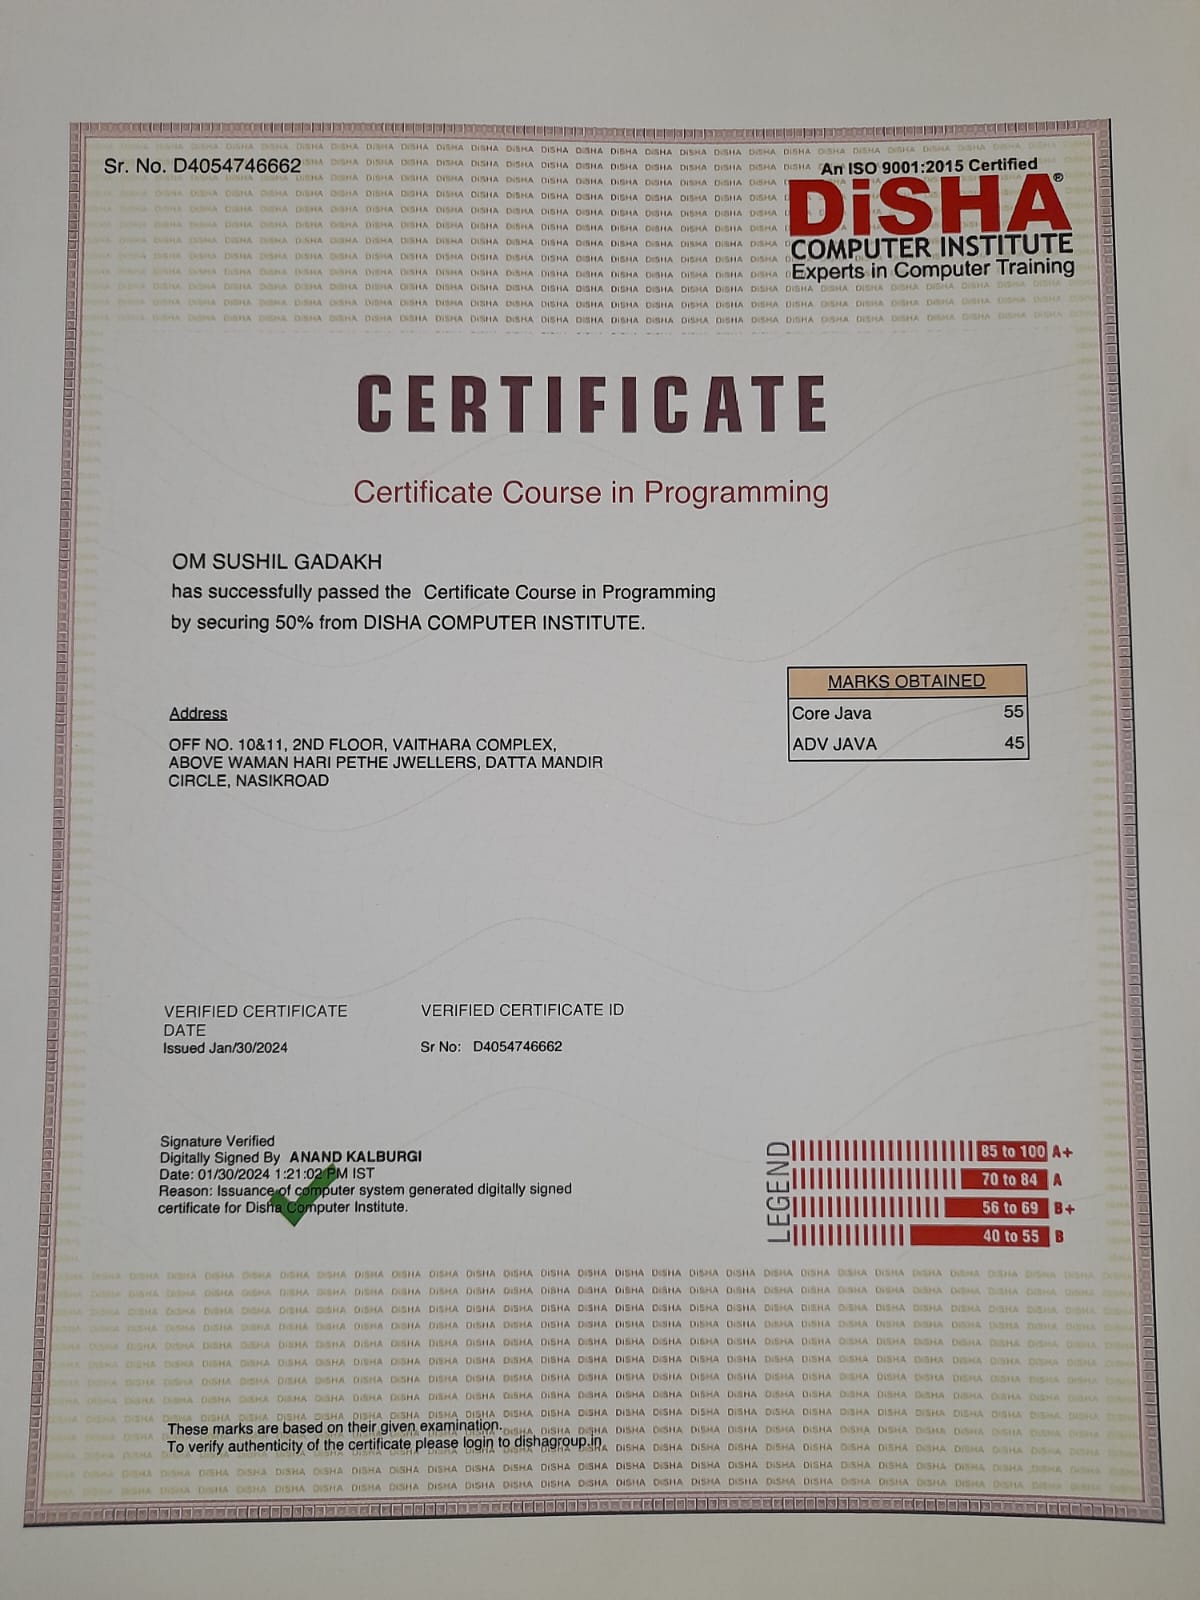 Sr. No. D4054746662
An ISO 9001:2015 Certified
DiSHA®
COMPUTER INSTITUTE
Experts in Computer Training
CERTIFICATE
Certificate Course in Programming
OM SUSHIL GADAKH
has successfully passed the Certificate Course in Programming
by securing 50% from DISHA COMPUTER INSTITUTE.
MARKS OBTAINED
Core Java 55
ADV JAVA 45
Address
OFF NO. 10&11, 2ND FLOOR, VAITHARA COMPLEX,
ABOVE WAMAN HARI PETHE JWELLERS, DATTA MANDIR
CIRCLE, NASIKROAD
VERIFIED CERTIFICATE
DATE
Issued Jan/30/2024
VERIFIED CERTIFICATE ID
Sr No: D4054746662
Signature Verified
Digitally Signed By ANAND KALBURGI
Date: 01/30/2024 1:21:02 PM IST
Reason: Issuance of computer system generated digitally signed
certificate for Disha Computer Institute.
LEGEND
85 to 100 A+
70 to 84 A
56 to 69 B+
40 to 55 B
These marks are based on their given examination.
To verify authenticity of the certificate please login to dishagroup.in